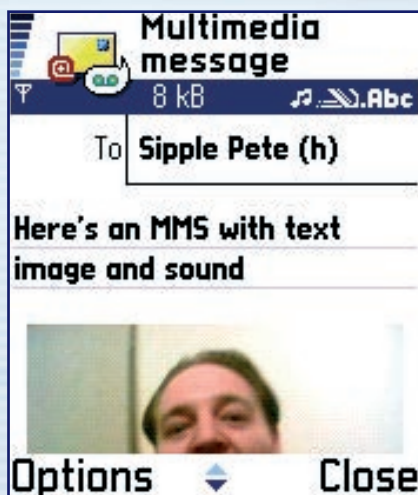 Multimedia
message
8 kB .Abc
To Sipple Pete (h)
Here's an MMS with text
image and sound
Options Close